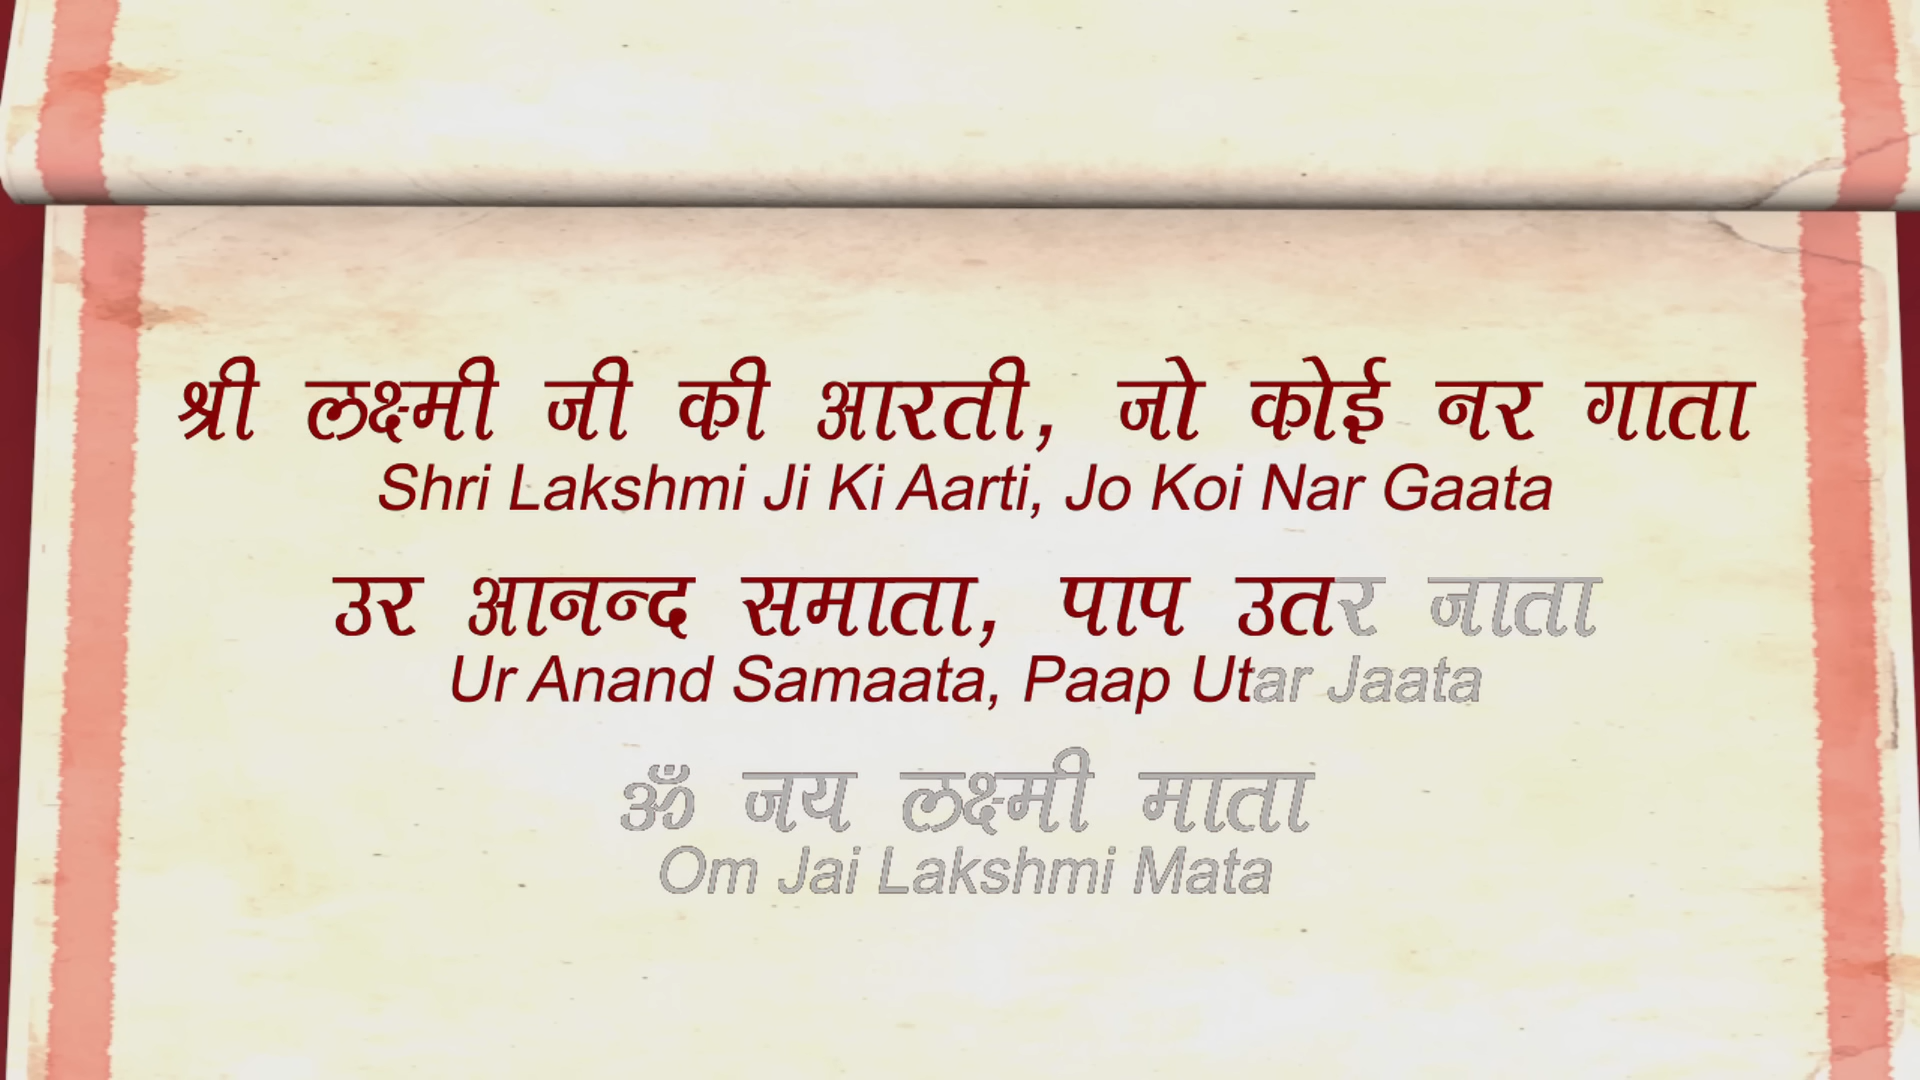 श्री लक्ष्मी जी की आरती, जो कोई नर गाता
Shri Lakshmi Ji Ki Aarti, Jo Koi Nar Gaata
उर आनन्द समाता, पाप उतर जाता
Ur Anand Samaata, Paap Utar Jaata
ॐ जय लक्ष्मी माता
Om Jai Lakshmi Mata